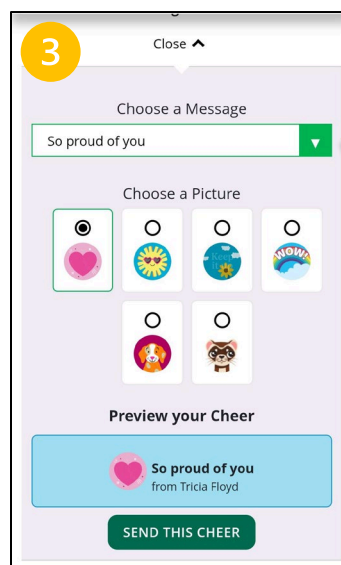 3
Close
Choose a Message
So proud of you
Choose a Picture
Keep
it
WOW!
Preview your Cheer
So proud of you
from Tricia Floyd
SEND THIS CHEER